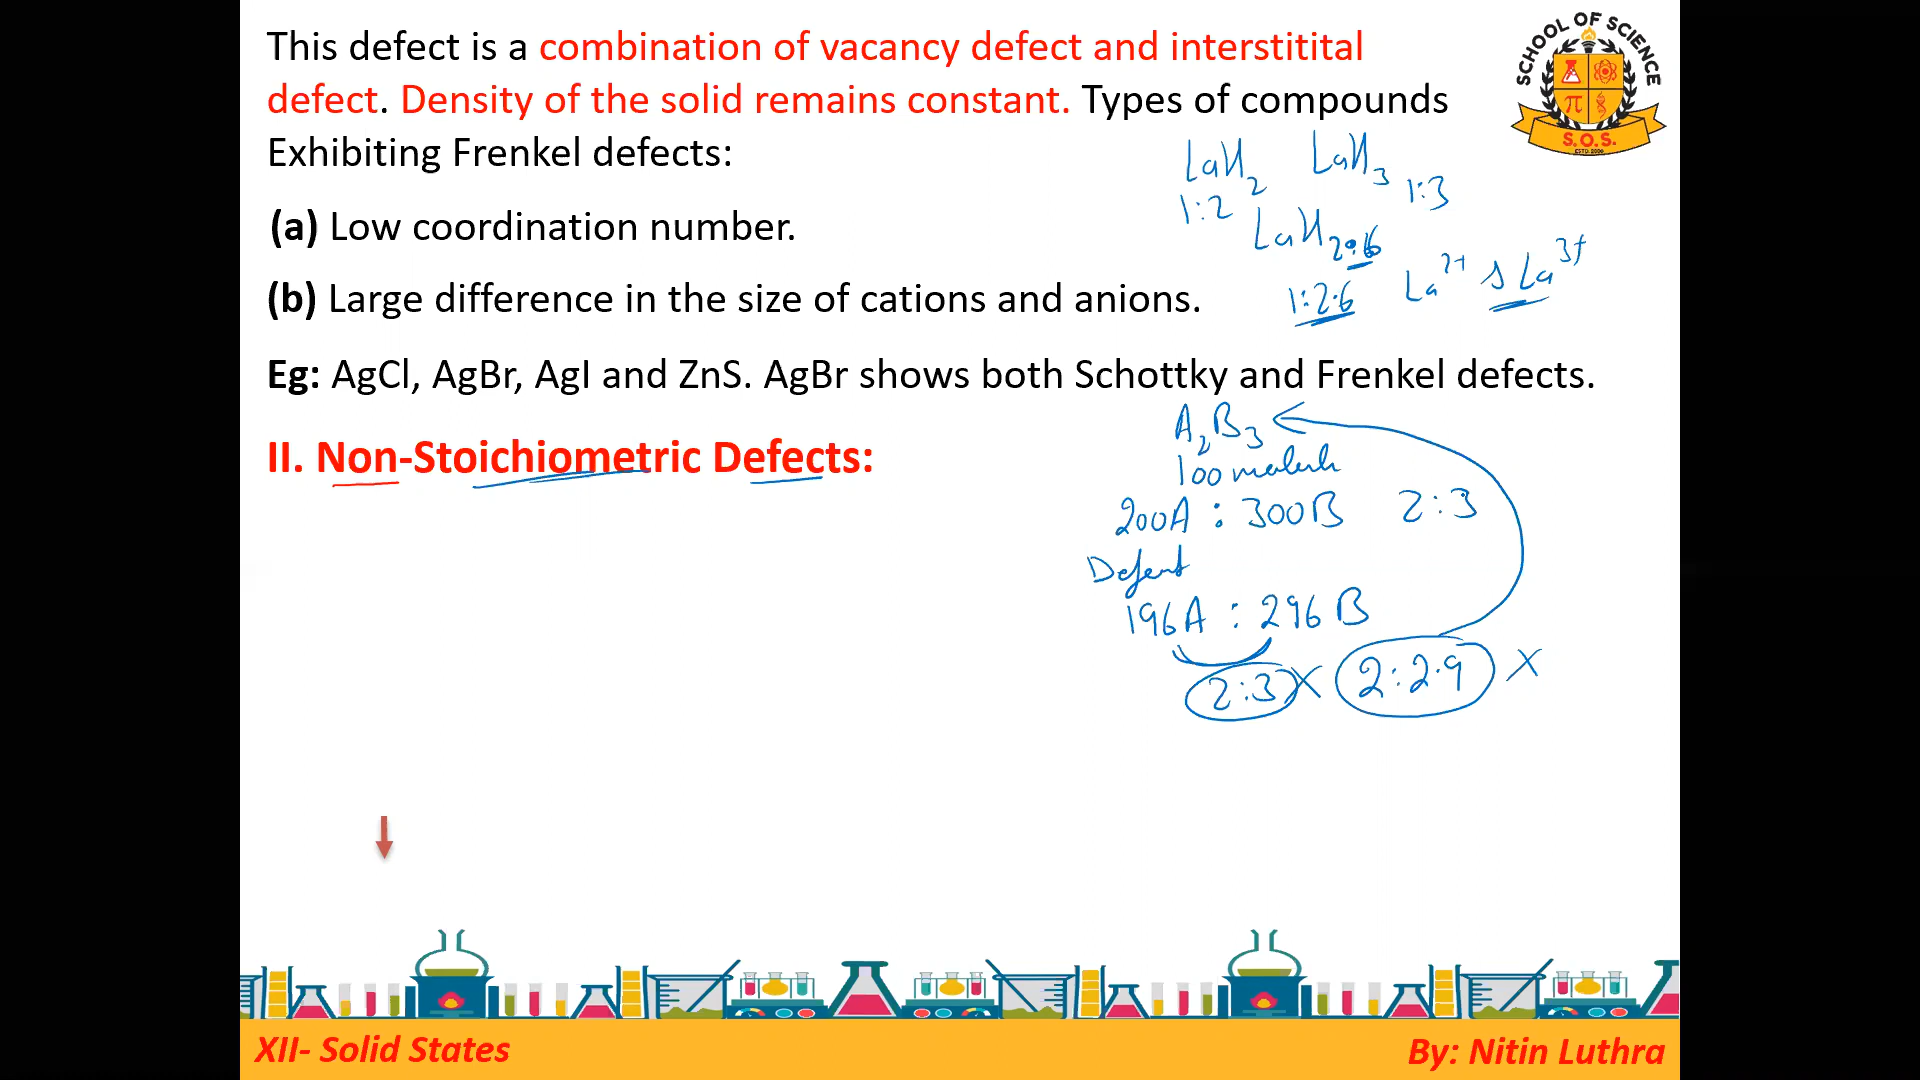 This defect is a combination of vacancy defect and interstitital
defect. Density of the solid remains constant. Types of compounds
Exhibiting Frenkel defects:
SCHOOL OF SCIENCE
π
S.O.S.
ESTD. 2006
LaH2 LaH3
1:2 1:3
(a) Low coordination number.
LaH2.6
La2+ La3+
(b) Large difference in the size of cations and anions.
1:2.6
Eg: AgCl, AgBr, AgI and ZnS. AgBr shows both Schottky and Frenkel defects.
A2B3
II. Non-Stoichiometric Defects:
100
200A : 300B 2:3
Defect
196A : 296B
2:3 X 2:2.9 X
XII- Solid States
By: Nitin Luthra